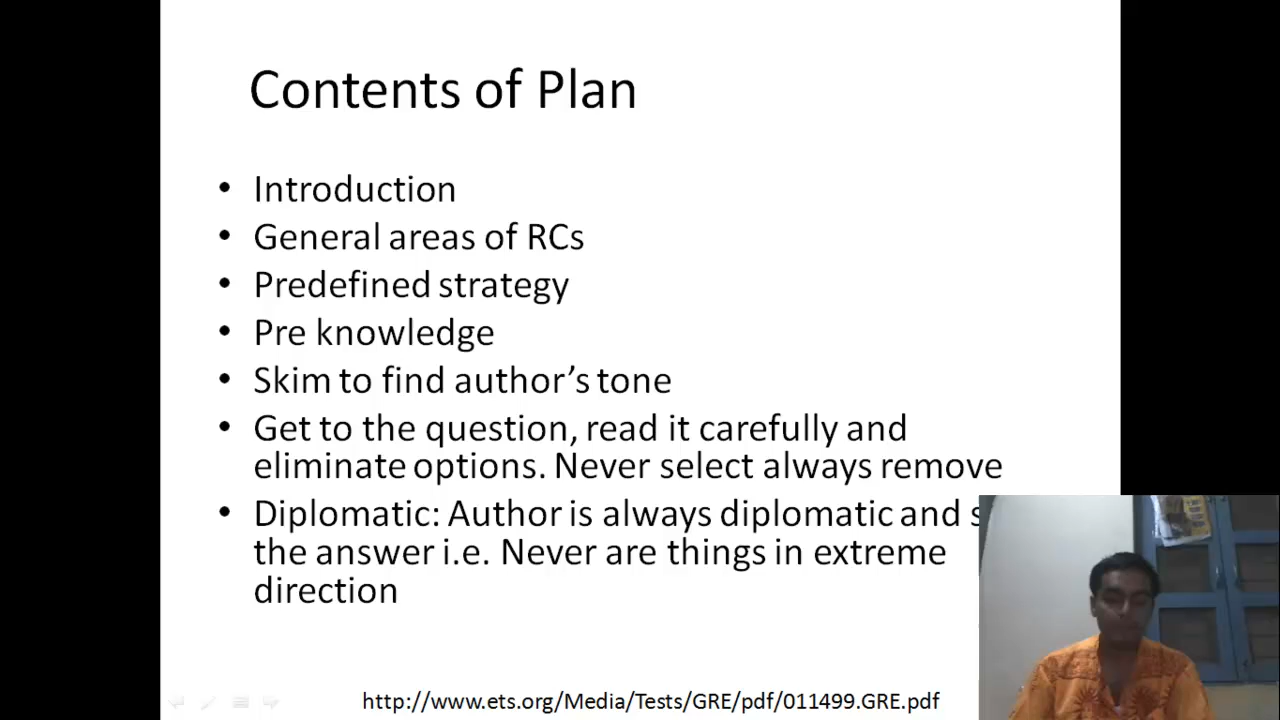 Contents of Plan
• Introduction
• General areas of RCs
• Predefined strategy
• Pre knowledge
• Skim to find author’s tone
• Get to the question, read it carefully and
eliminate options. Never select always remove
• Diplomatic: Author is always diplomatic and
the answer i.e. Never are things in extreme
direction
http://www.ets.org/Media/Tests/GRE/pdf/011499.GRE.pdf